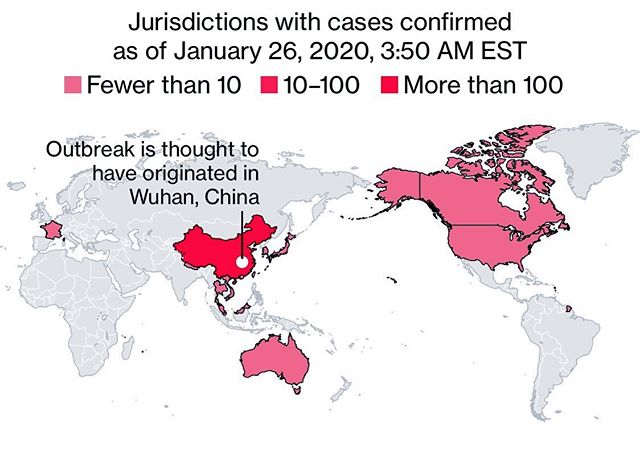 Jurisdictions with cases confirmed
as of January 26, 2020, 3:50 AM EST
Fewer than 10 10–100 More than 100
Outbreak is thought to
have originated in
Wuhan, China